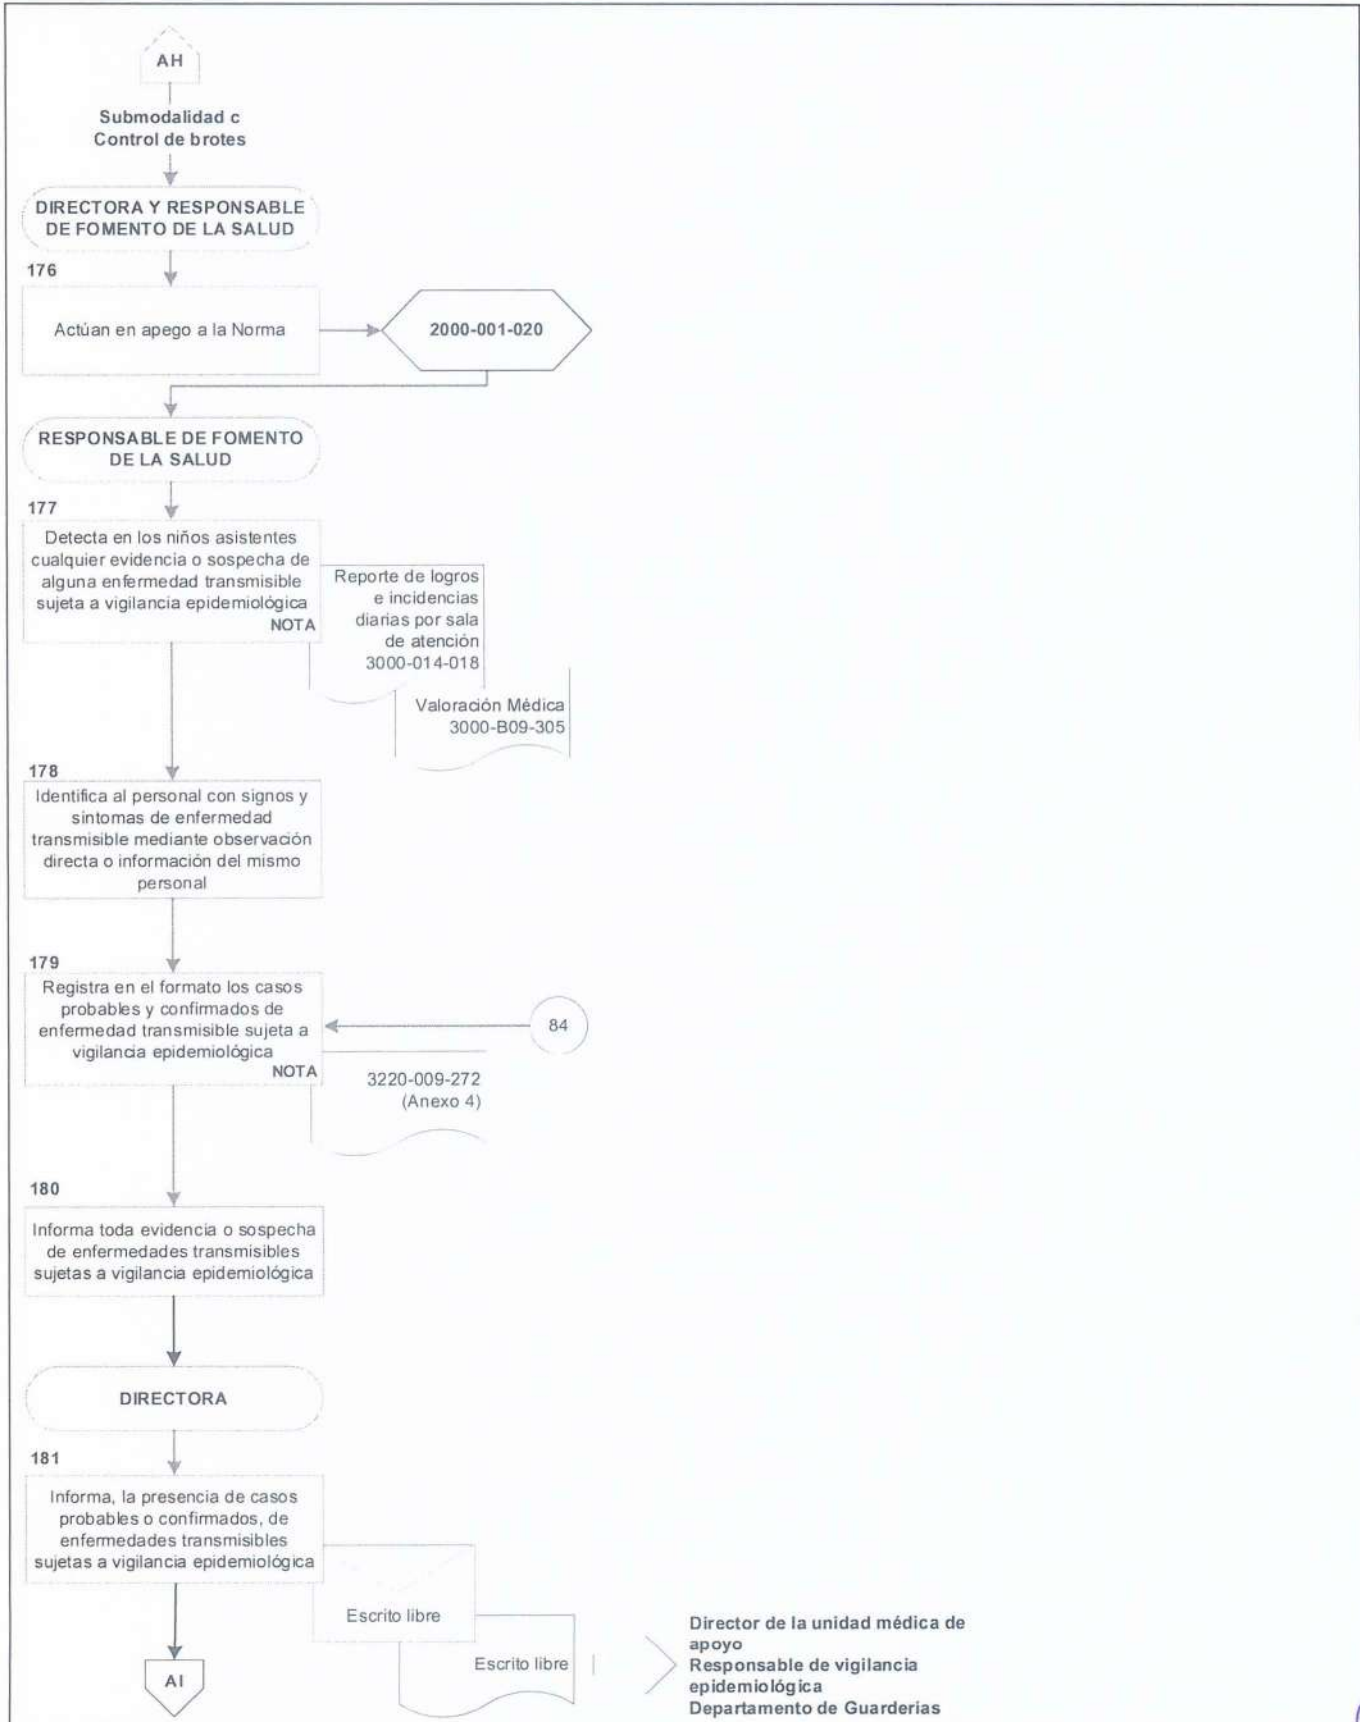 AH
Submodalidad c
Control de brotes
DIRECTORA Y RESPONSABLE
DE FOMENTO DE LA SALUD
176
Actúan en apego a la Norma
2000-001-020
RESPONSABLE DE FOMENTO
DE LA SALUD
177
Detecta en los niños asistentes
cualquier evidencia o sospecha de
alguna enfermedad transmisible
sujeta a vigilancia epidemiológica
NOTA
Reporte de logros
e incidencias
diarias por sala
de atención
3000-014-018
Valoración Médica
3000-B09-305
178
Identifica al personal con signos y
sintomas de enfermedad
transmisible mediante observación
directa o información del mismo
personal
179
Registra en el formato los casos
probables y confirmados de
enfermedad transmisible sujeta a
vigilancia epidemiológica
NOTA
84
3220-009-272
(Anexo 4)
180
Informa toda evidencia o sospecha
de enfermedades transmisibles
sujetas a vigilancia epidemiológica
DIRECTORA
181
Informa, la presencia de casos
probables o confirmados, de
enfermedades transmisibles
sujetas a vigilancia epidemiológica
Escrito libre
Escrito libre
Director de la unidad médica de
apoyo
Responsable de vigilancia
epidemiológica
Departamento de Guarderias
AI